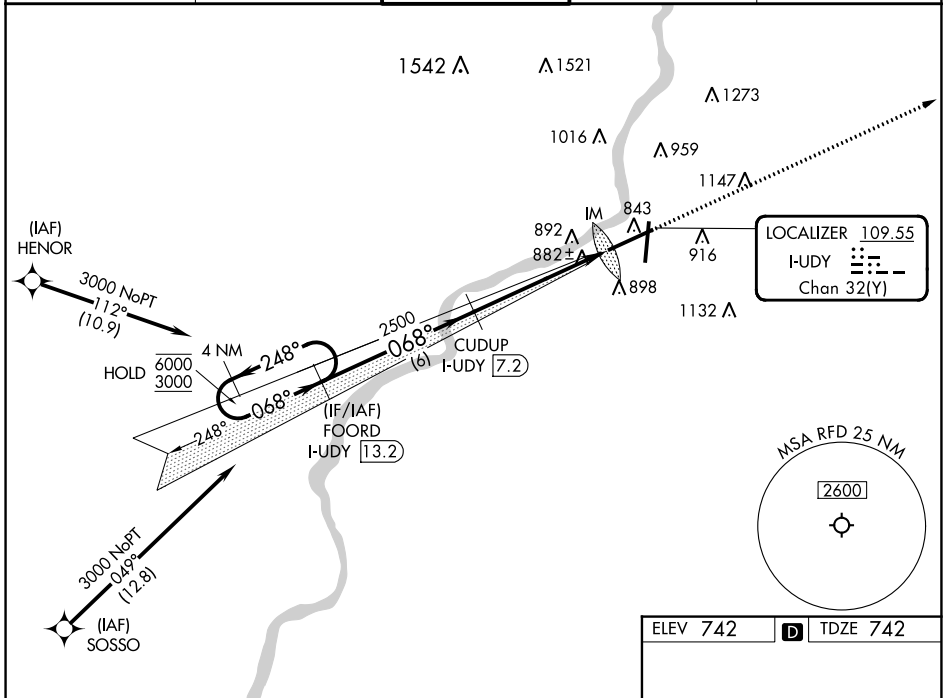 1542
1521
1273
1016
959
1147
IM
843
892
882±
916
898
1132
LOCALIZER 109.55
I-UDY
Chan 32(Y)
(IAF)
HENOR
3000 NoPT
112°
(10.9)
HOLD
6000
3000
4 NM
248°
068°
248°
2500
068°
(6)
CUDUP
I-UDY 7.2
(IF/IAF)
FOORD
I-UDY 13.2
3000 NoPT
049°
(12.8)
(IAF)
SOSSO
MSA RFD 25 NM
2600
ELEV 742 D TDZE 742